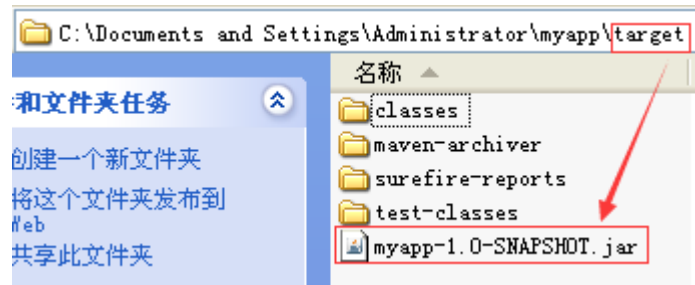 C:\Documents and Settings\Administrator\myapp\target
名称
和文件夹任务
创建一个新文件夹
将这个文件夹发布到
Web
共享此文件夹
classes
maven-archiver
surefire-reports
test-classes
myapp-1.0-SNAPSHOT.jar